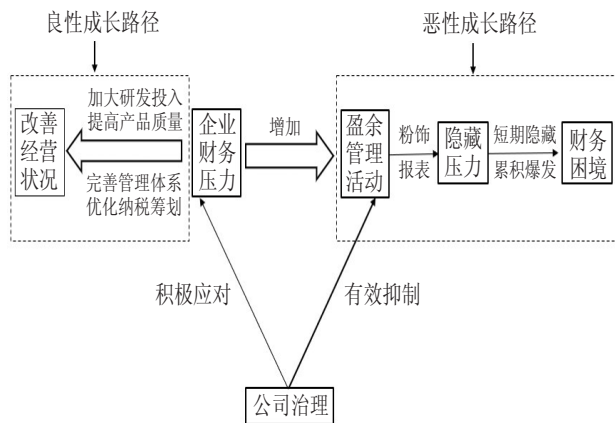 良性成长路径
恶性成长路径
改善
经营
状况
加大研发投入
提高产品质量
完善管理体系
优化纳税筹划
企业
财务
压力
增加
盈余
管理
活动
粉饰
报表
隐藏
压力
短期隐藏
累积爆发
财务
困境
积极应对
有效抑制
公司治理